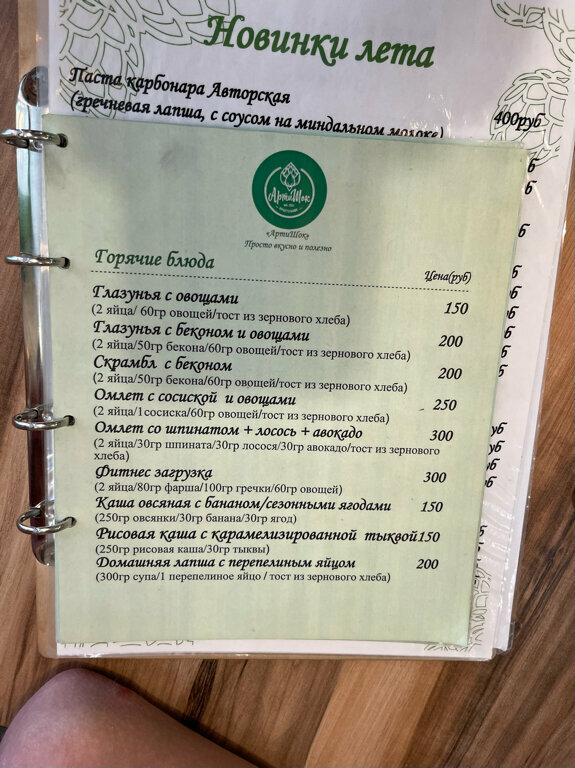 Новинки лета
Паста карбонара Авторская
(гречневая лапша, с соусом на миндальном молоке) 400руб
АртиШок
«АртиШок»
Просто вкусно и полезно
Горячие блюда
Цена(руб)
Глазунья с овощами 150
(2 яйца/ 60гр овощей/тост из зернового хлеба)
Глазунья с беконом и овощами 200
(2 яйца/50гр бекона/60гр овощей/тост из зернового хлеба)
Скрамбл с беконом 200
(2 яйца/50гр бекона/60гр овощей/тост из зернового хлеба)
Омлет с сосиской и овощами 250
(2 яйца/1сосиска/60гр овощей/тост из зернового хлеба)
Омлет со шпинатом + лосось + авокадо 300
(2 яйца/30гр шпината/30гр лосося/30гр авокадо/тост из зернового
хлеба)
Фитнес загрузка 300
(2 яйца/80гр фарша/100гр гречки/60гр овощей)
Каша овсяная с бананом/сезонными ягодами 150
(250гр овсянки/30гр банана/30гр ягод)
Рисовая каша с карамелизированной тыквой 150
(250гр рисовая каша/30гр тыквы)
Домашняя лапша с перепелиным яйцом 200
(300гр супа/1 перепелиное яйцо / тост из зернового хлеба)